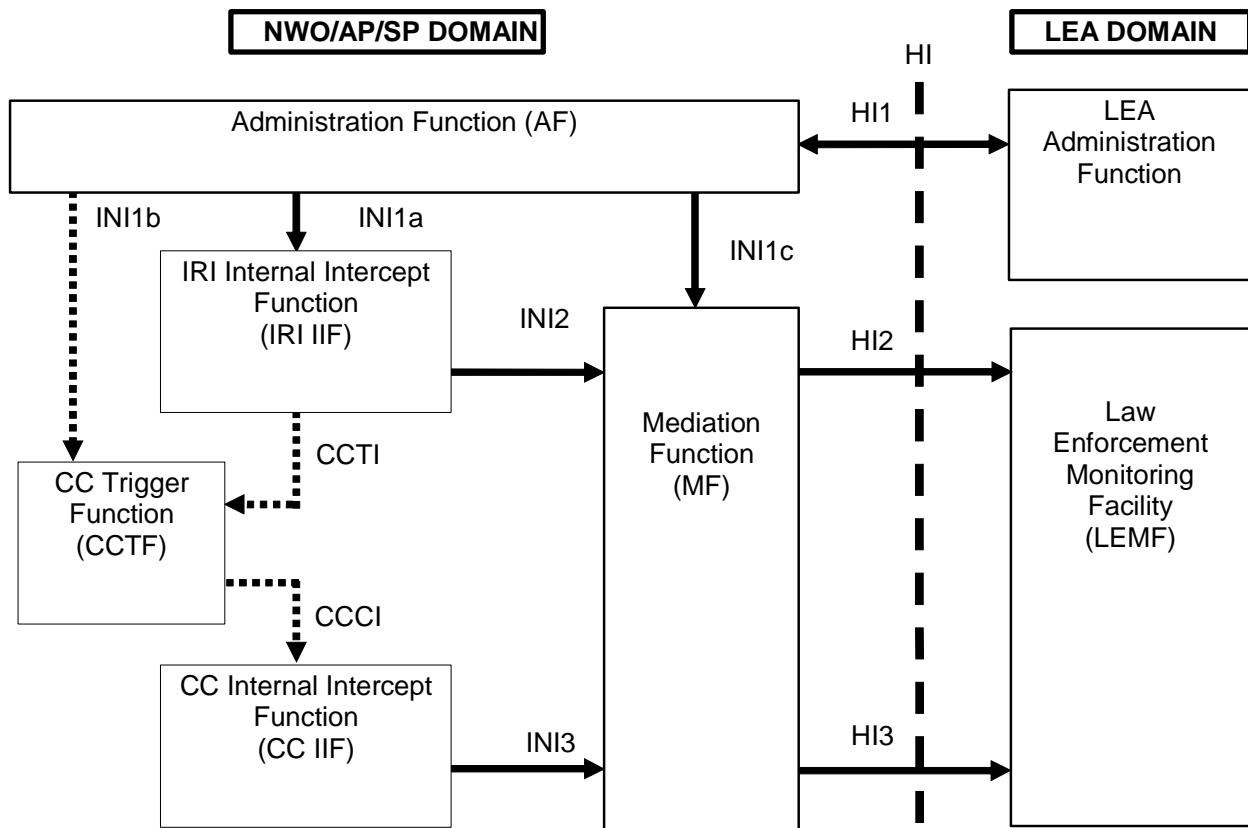 NWO/AP/SP DOMAIN
LEA DOMAIN
HI
Administration Function (AF)
HI1
LEA
Administration
Function
INI1b
INI1a
INI1c
IRI Internal Intercept
Function
(IRI IIF)
INI2
HI2
Mediation
Function
(MF)
Law
Enforcement
Monitoring
Facility
(LEMF)
CCTI
CC Trigger
Function
(CCTF)
CCCI
CC Internal Intercept
Function
(CC IIF)
INI3
HI3